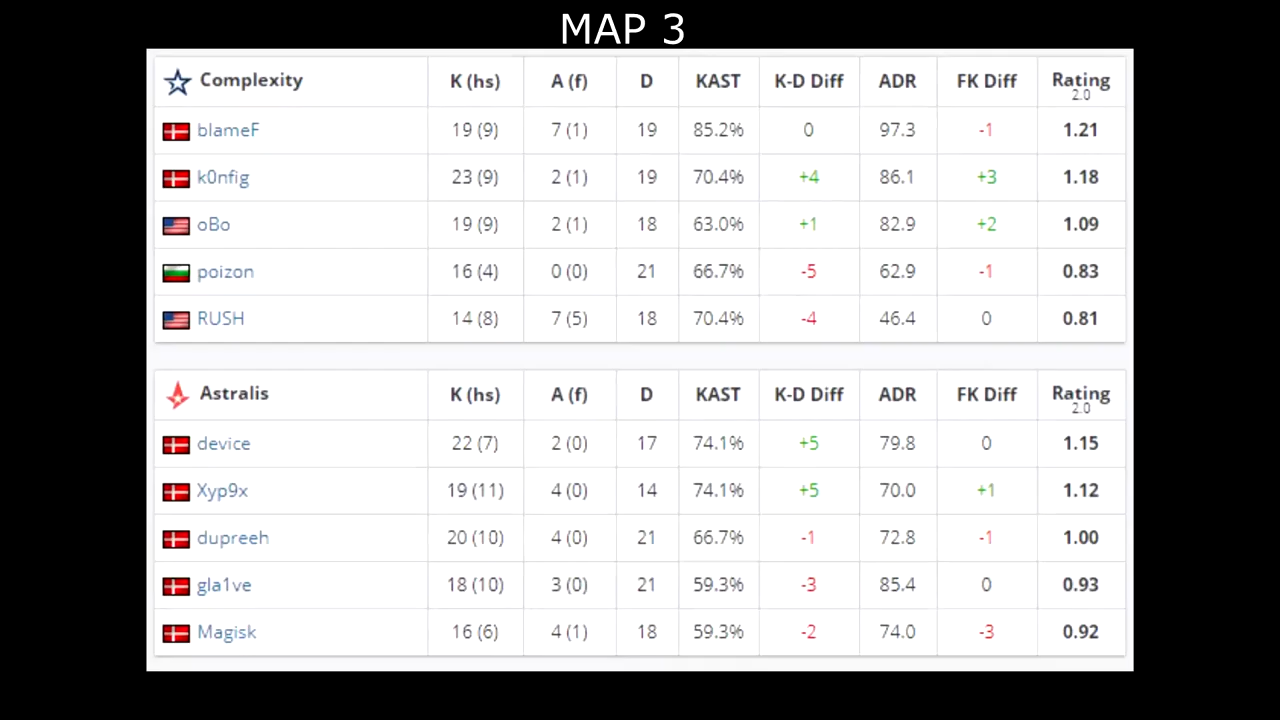 MAP 3
Complexity K (hs) A (f) D KAST K-D Diff ADR FK Diff Rating 2.0
blameF 19 (9) 7 (1) 19 85.2% 0 97.3 -1 1.21
k0nfig 23 (9) 2 (1) 19 70.4% +4 86.1 +3 1.18
oBo 19 (9) 2 (1) 18 63.0% +1 82.9 +2 1.09
poizon 16 (4) 0 (0) 21 66.7% -5 62.9 -1 0.83
RUSH 14 (8) 7 (5) 18 70.4% -4 46.4 0 0.81
Astralis K (hs) A (f) D KAST K-D Diff ADR FK Diff Rating 2.0
device 22 (7) 2 (0) 17 74.1% +5 79.8 0 1.15
Xyp9x 19 (11) 4 (0) 14 74.1% +5 70.0 +1 1.12
dupreeh 20 (10) 4 (0) 21 66.7% -1 72.8 -1 1.00
gla1ve 18 (10) 3 (0) 21 59.3% -3 85.4 0 0.93
Magisk 16 (6) 4 (1) 18 59.3% -2 74.0 -3 0.92